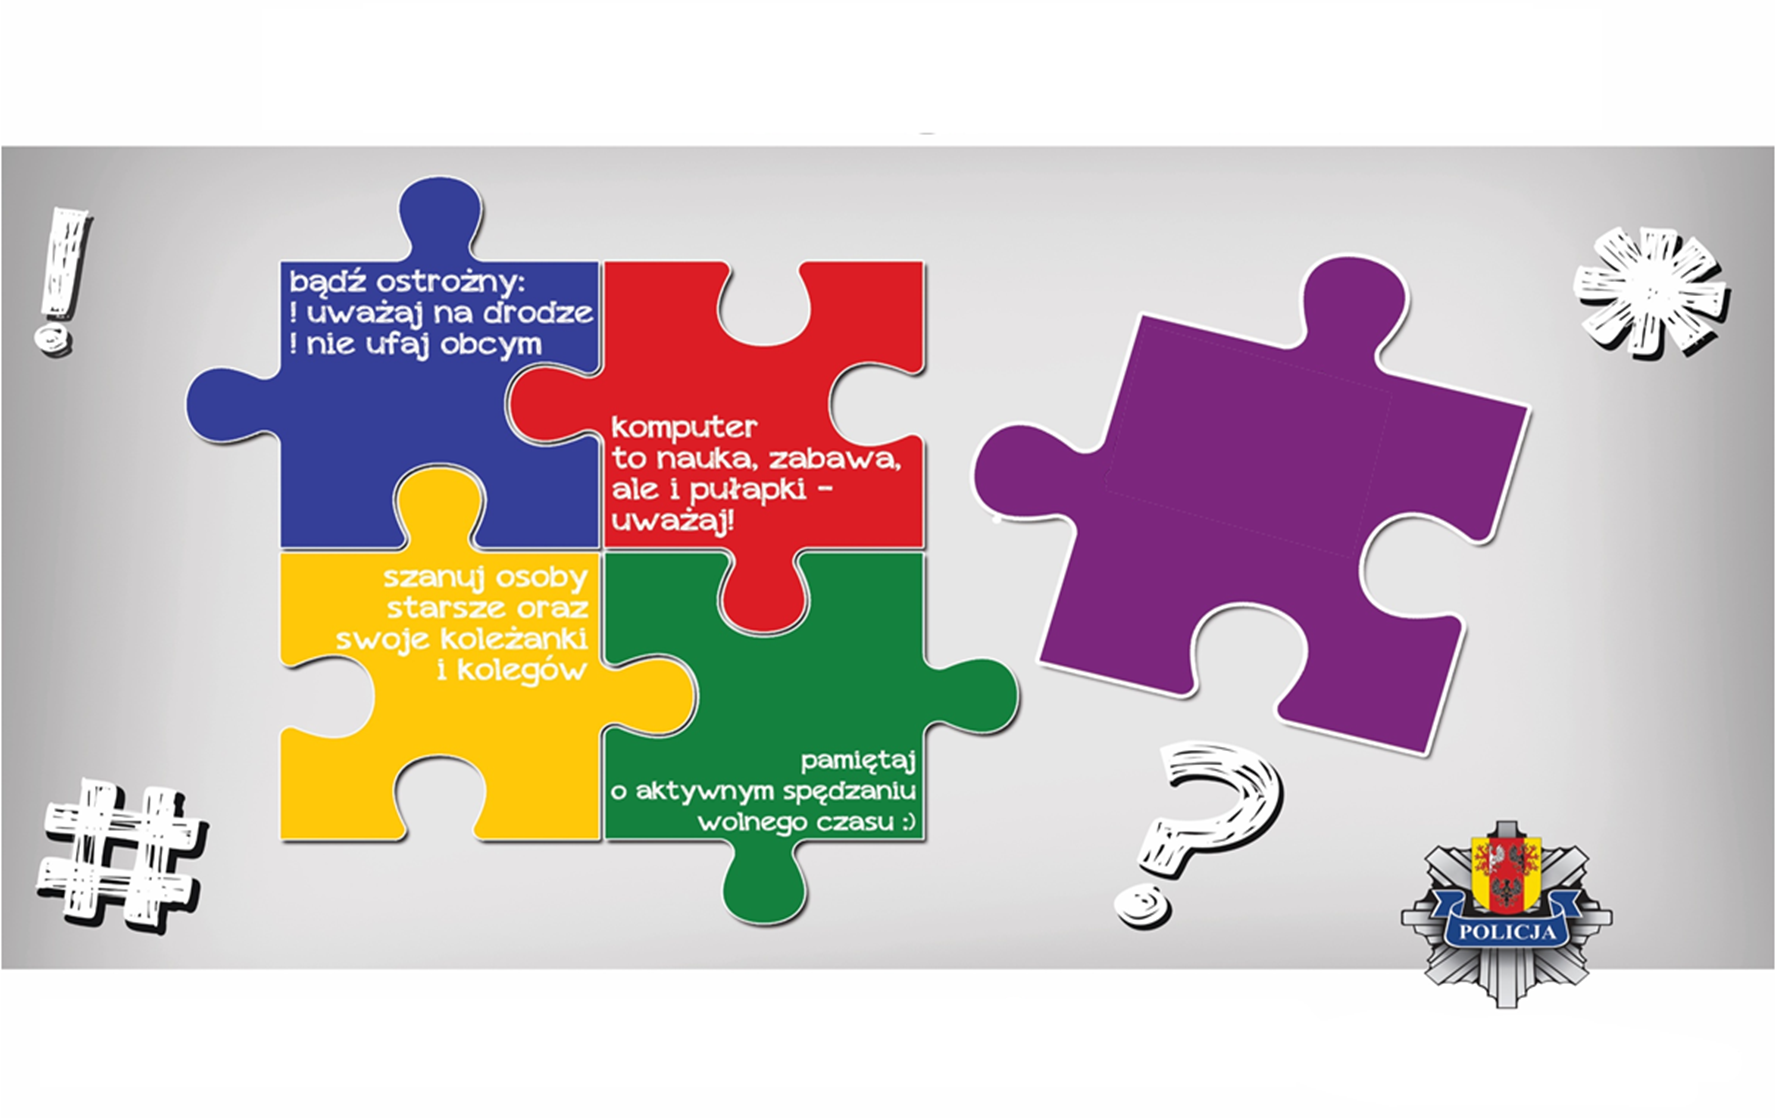 bądź ostrożny:
! uważaj na drodze
! nie ufaj obcym
komputer
to nauka, zabawa,
ale i pułapki -
uważaj!
szanuj osoby
starsze oraz
swoje koleżanki
i kolegów
pamiętaj
o aktywnym spędzaniu
wolnego czasu :)
!
*
#
?
POLICJA